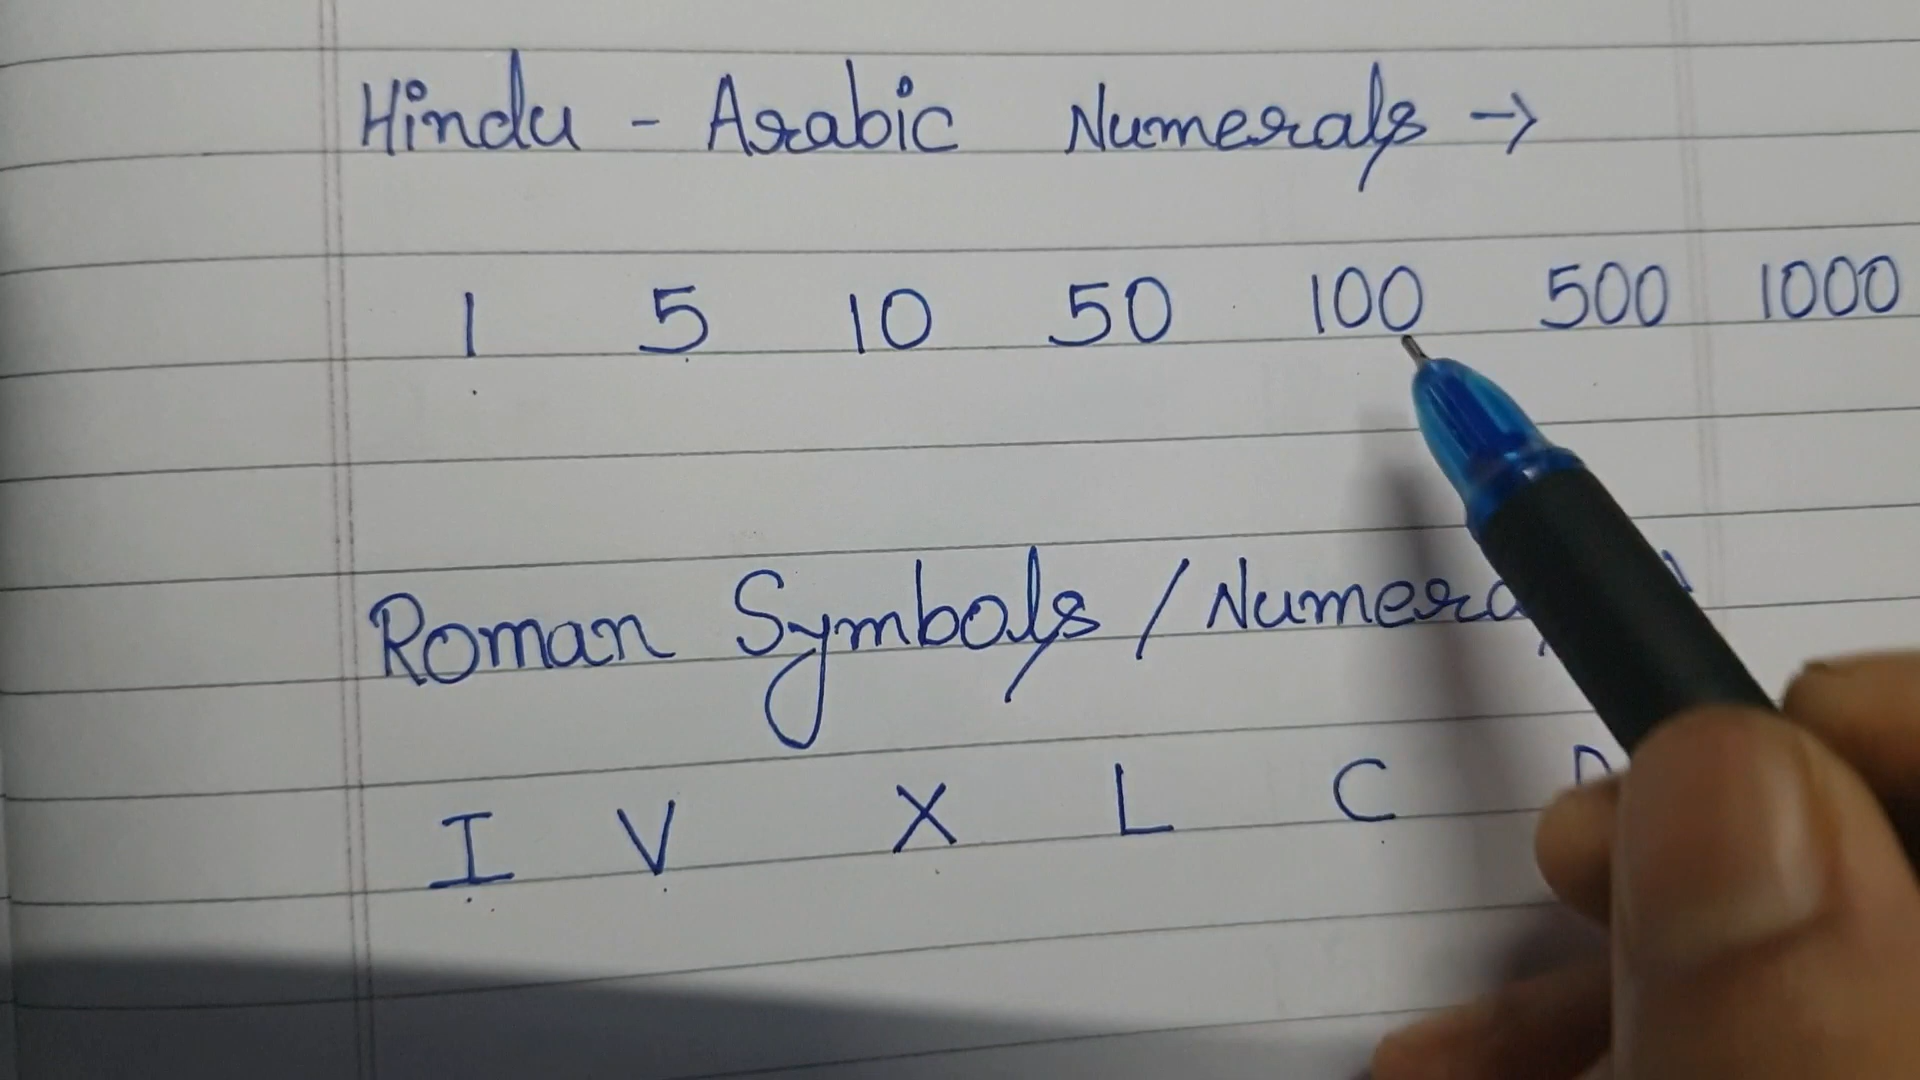 Hindu - Arabic Numerals →
1 5 10 50 100 500 1000
Roman Symbols /
I V X L C